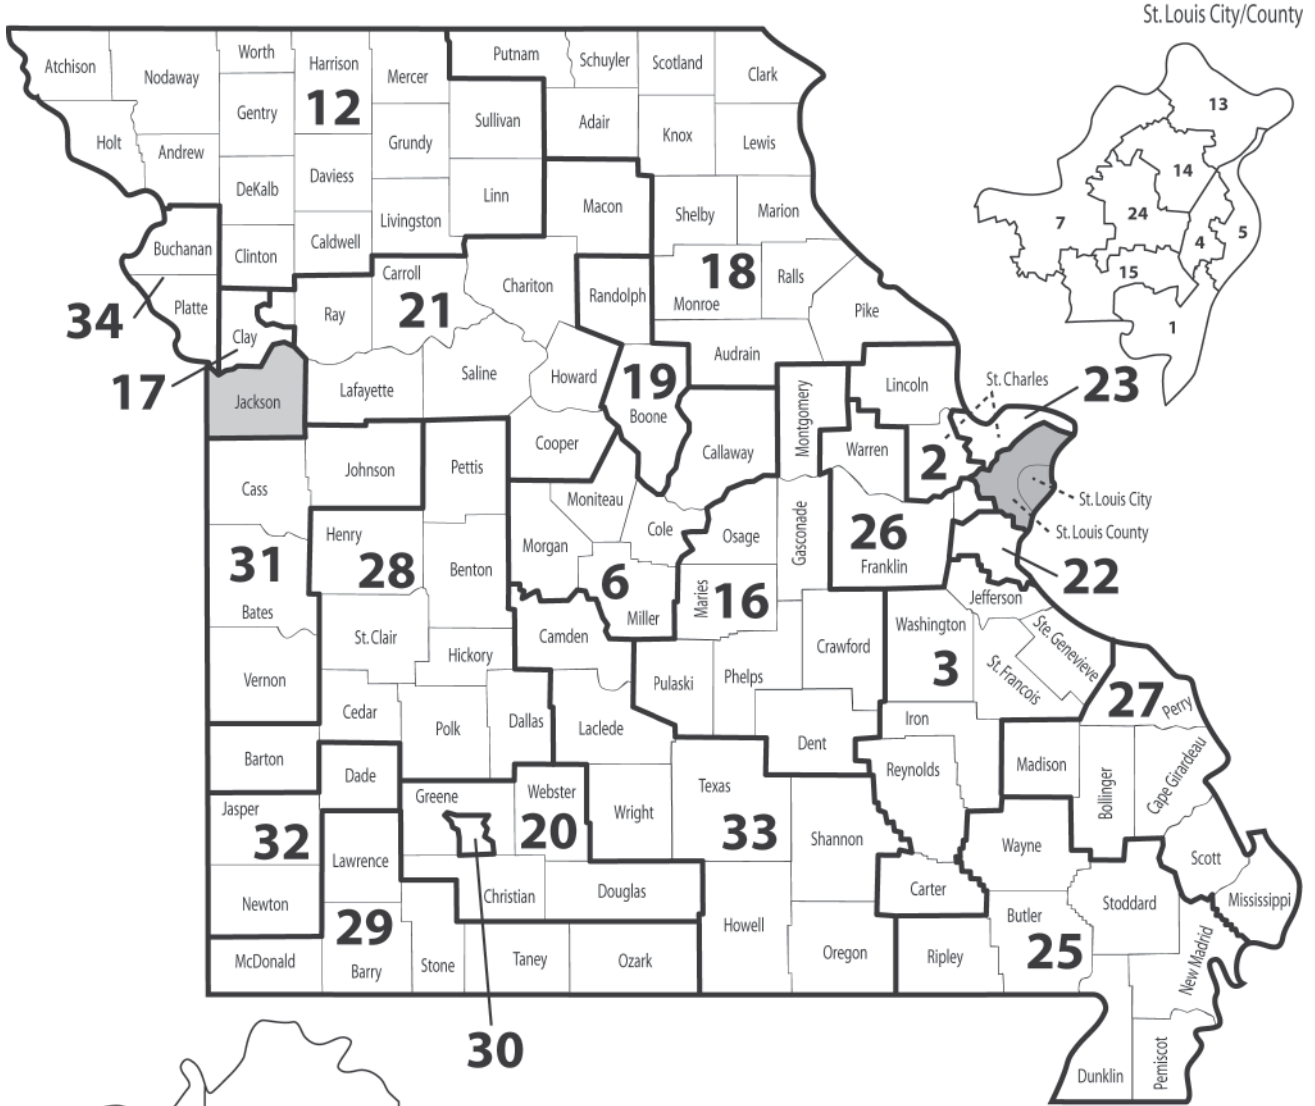 St. Louis City/County
Atchison
Nodaway
Worth
Harrison
Mercer
Putnam
Schuyler
Scotland
Clark
12
13
Gentry
Sullivan
Adair
Knox
Lewis
Holt
Andrew
Grundy
DeKalb
Daviess
Linn
Macon
Shelby
Marion
14
Livingston
7
24
4
5
Buchanan
Clinton
Caldwell
Carroll
Chariton
18
Ralls
15
34
Platte
Ray
21
Randolph
Monroe
Pike
1
Clay
17
Jackson
Lafayette
Saline
Howard
19
Boone
Audrain
Montgomery
Lincoln
St. Charles
23
Cooper
Callaway
Warren
2
Cass
Johnson
Pettis
Moniteau
Cole
Osage
Gasconade
St. Louis City
St. Louis County
Henry
Morgan
26
Franklin
31
28
Benton
6
Maries
16
22
Bates
Miller
Jefferson
St. Clair
Camden
Crawford
Washington
Ste. Genevieve
Hickory
Vernon
Pulaski
Phelps
3
St. Francois
27
Perry
Cedar
Polk
Dallas
Laclede
Dent
Iron
Barton
Dade
Reynolds
Madison
Bollinger
Cape Girardeau
Jasper
Greene
Webster
Texas
32
20
Wright
33
Shannon
Wayne
Lawrence
Scott
Newton
Christian
Douglas
Carter
Stoddard
Mississippi
29
Howell
Butler
25
McDonald
Barry
Stone
Taney
Ozark
Oregon
Ripley
New Madrid
30
Dunklin
Pemiscot